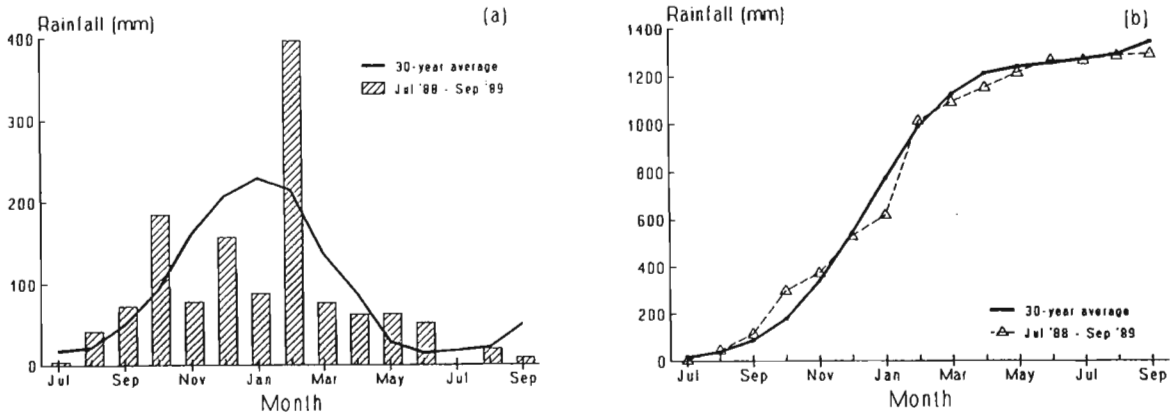 Rainfall (mm)
(a)
400
300
200
100
0
30-year average
Jul '88 - Sep '89
Jul Sep Nov Jan Mar May Jul Sep
Month
Rainfall (mm)
(b)
1400
1200
1000
800
600
400
200
0
30-year average
Jul '88 - Sep '89
Jul Sep Nov Jan Mar May Jul Sep
Month